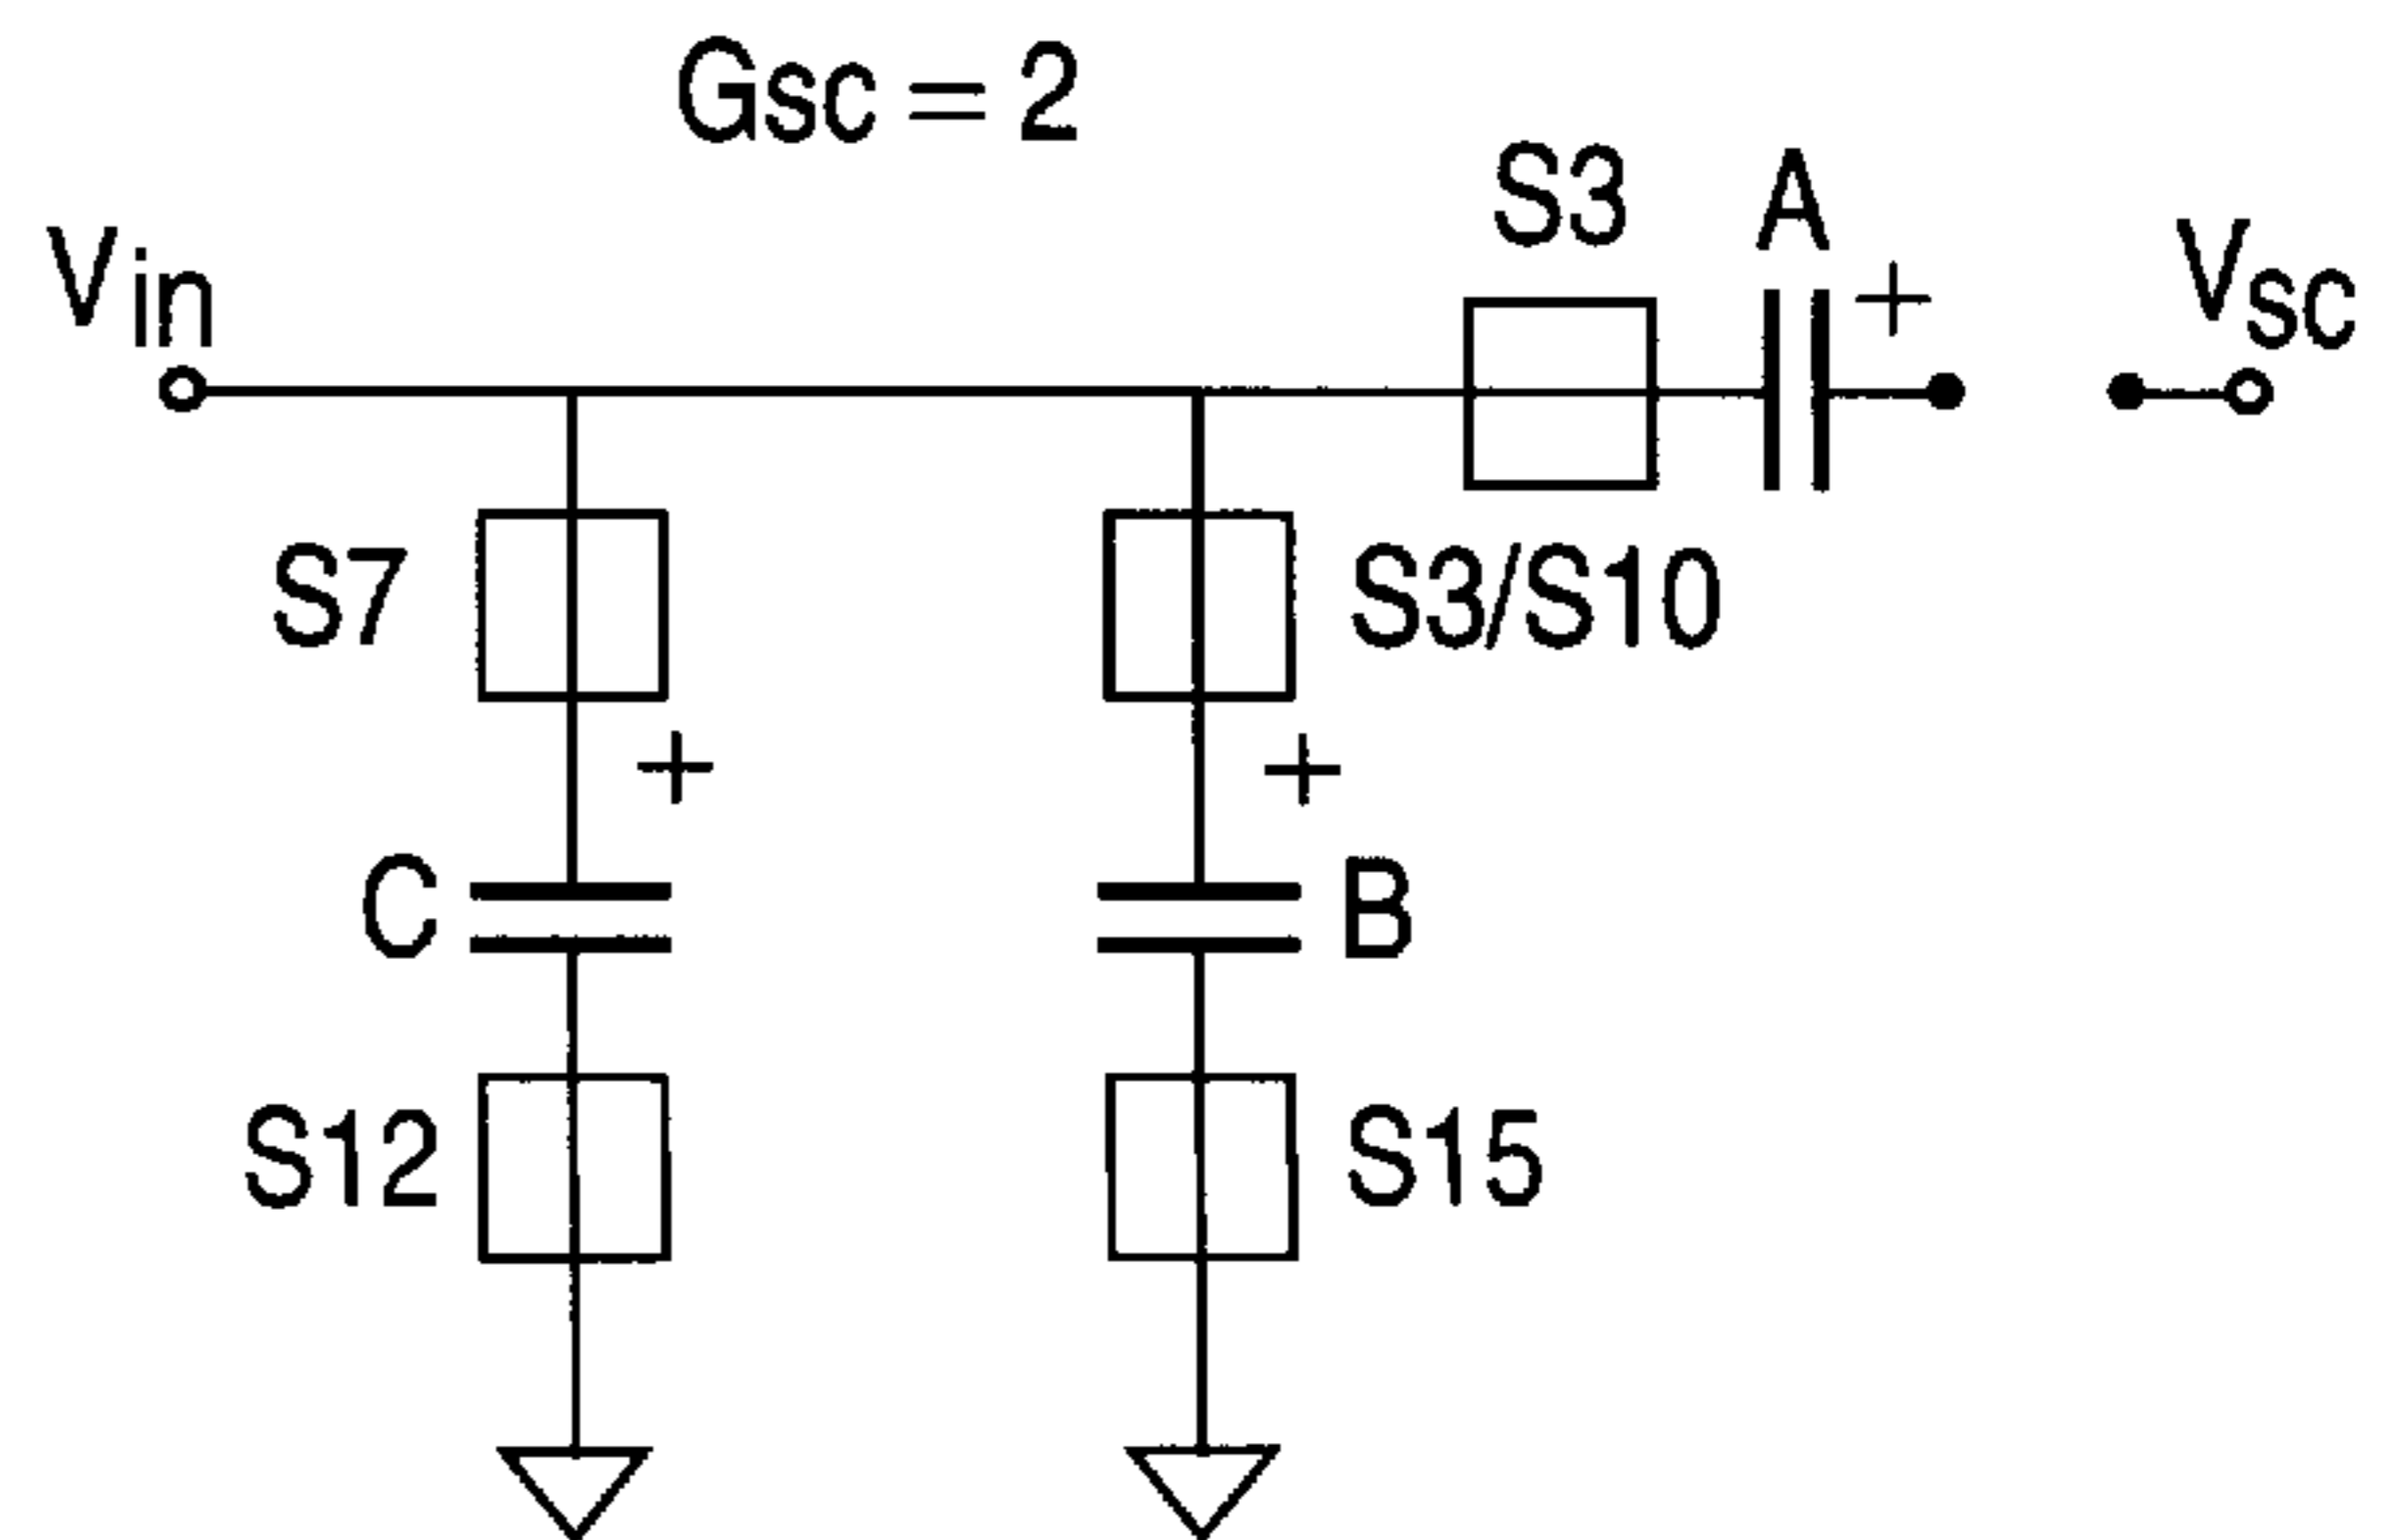 Gsc = 2
S3 A
Vin + Vsc
S7 S3/S10
+ +
C B
S12 S15